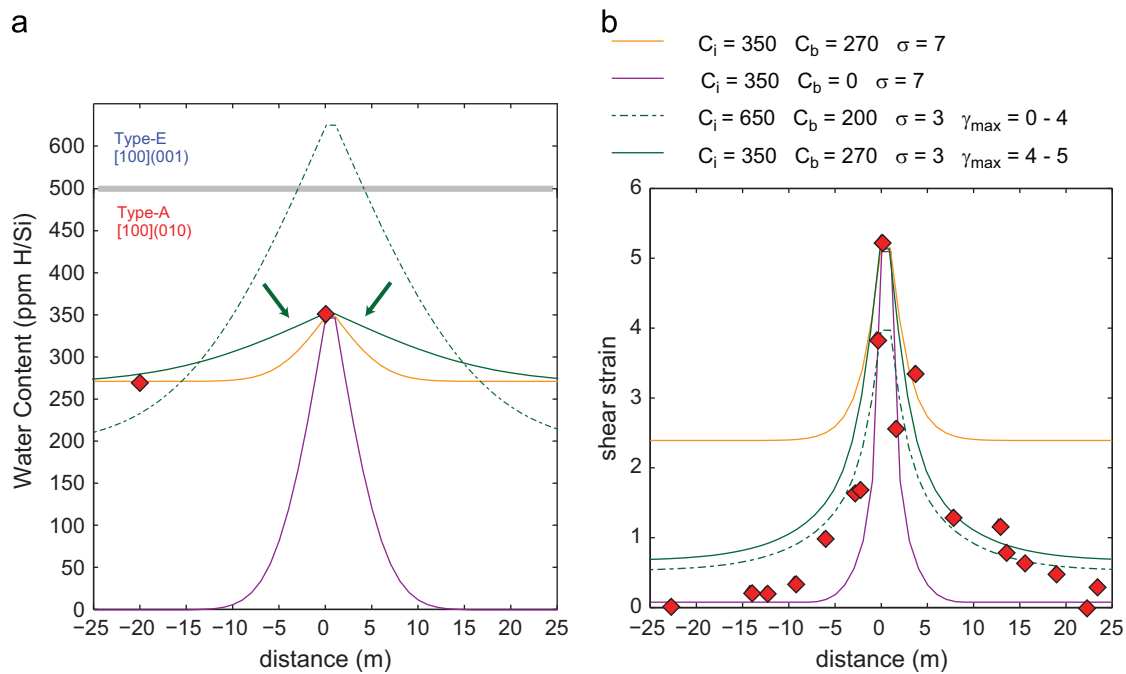 a
b
C_i = 350 C_b = 270 σ = 7
C_i = 350 C_b = 0 σ = 7
C_i = 650 C_b = 200 σ = 3 γ_max = 0 - 4
C_i = 350 C_b = 270 σ = 3 γ_max = 4 - 5
Water Content (ppm H/Si)
600
500
450
400
350
300
250
200
150
100
50
0
Type-E
[100](001)
Type-A
[100](010)
−25 −20 −15 −10 −5 0 5 10 15 20 25
distance (m)
shear strain
6
5
4
3
2
1
0
−25 −20 −15 −10 −5 0 5 10 15 20 25
distance (m)